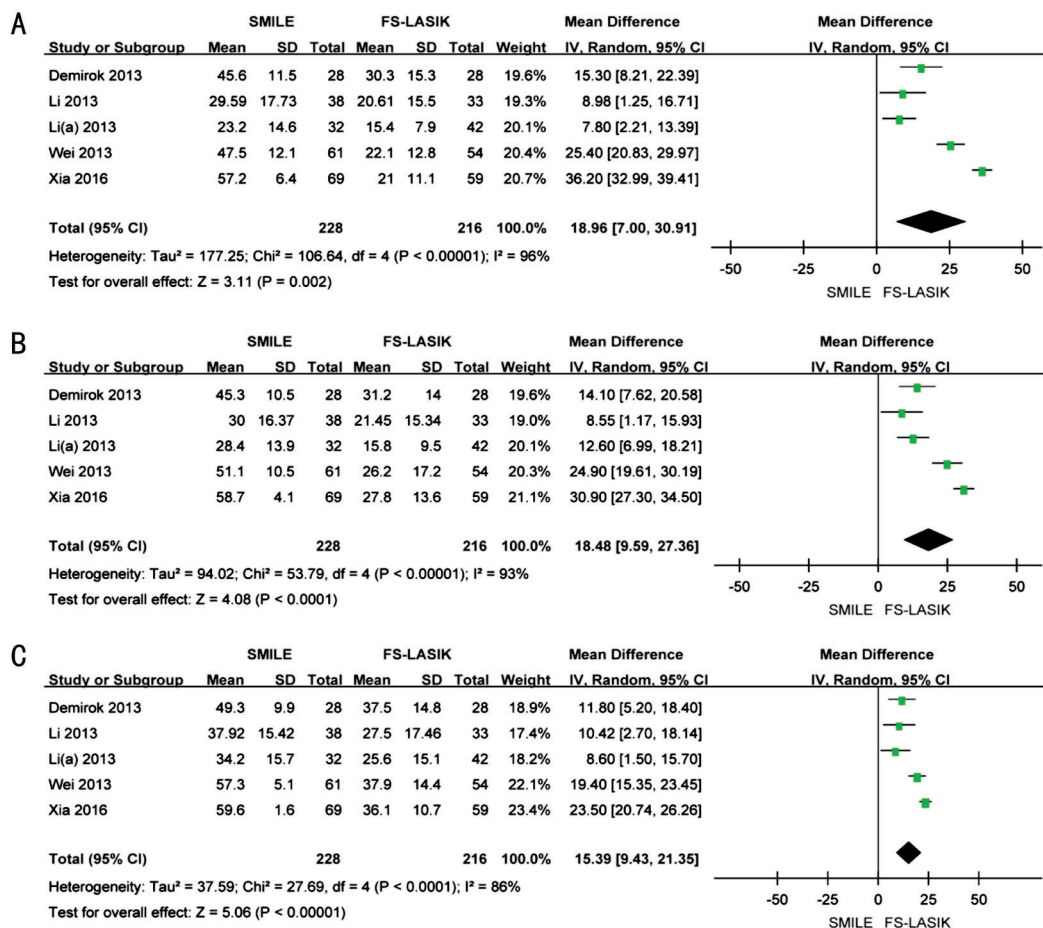 A
SMILE FS-LASIK Mean Difference Mean Difference
Study or Subgroup Mean SD Total Mean SD Total Weight IV, Random, 95% CI IV, Random, 95% CI
Demirok 2013 45.6 11.5 28 30.3 15.3 28 19.6% 15.30 [8.21, 22.39]
Li 2013 29.59 17.73 38 20.61 15.5 33 19.3% 8.98 [1.25, 16.71]
Li(a) 2013 23.2 14.6 32 15.4 7.9 42 20.1% 7.80 [2.21, 13.39]
Wei 2013 47.5 12.1 61 22.1 12.8 54 20.4% 25.40 [20.83, 29.97]
Xia 2016 57.2 6.4 69 21 11.1 59 20.7% 36.20 [32.99, 39.41]
Total (95% CI) 228 216 100.0% 18.96 [7.00, 30.91]
Heterogeneity: Tau² = 177.25; Chi² = 106.64, df = 4 (P < 0.00001); I² = 96%
Test for overall effect: Z = 3.11 (P = 0.002)
-50 -25 0 25 50
SMILE FS-LASIK
B
SMILE FS-LASIK Mean Difference Mean Difference
Study or Subgroup Mean SD Total Mean SD Total Weight IV, Random, 95% CI IV, Random, 95% CI
Demirok 2013 45.3 10.5 28 31.2 14 28 19.6% 14.10 [7.62, 20.58]
Li 2013 30 16.37 38 21.45 15.34 33 19.0% 8.55 [1.17, 15.93]
Li(a) 2013 28.4 13.9 32 15.8 9.5 42 20.1% 12.60 [6.99, 18.21]
Wei 2013 51.1 10.5 61 26.2 17.2 54 20.3% 24.90 [19.61, 30.19]
Xia 2016 58.7 4.1 69 27.8 13.6 59 21.1% 30.90 [27.30, 34.50]
Total (95% CI) 228 216 100.0% 18.48 [9.59, 27.36]
Heterogeneity: Tau² = 94.02; Chi² = 53.79, df = 4 (P < 0.00001); I² = 93%
Test for overall effect: Z = 4.08 (P < 0.0001)
-50 -25 0 25 50
SMILE FS-LASIK
C
SMILE FS-LASIK Mean Difference Mean Difference
Study or Subgroup Mean SD Total Mean SD Total Weight IV, Random, 95% CI IV, Random, 95% CI
Demirok 2013 49.3 9.9 28 37.5 14.8 28 18.9% 11.80 [5.20, 18.40]
Li 2013 37.92 15.42 38 27.5 17.46 33 17.4% 10.42 [2.70, 18.14]
Li(a) 2013 34.2 15.7 32 25.6 15.1 42 18.2% 8.60 [1.50, 15.70]
Wei 2013 57.3 5.1 61 37.9 14.4 54 22.1% 19.40 [15.35, 23.45]
Xia 2016 59.6 1.6 69 36.1 10.7 59 23.4% 23.50 [20.74, 26.26]
Total (95% CI) 228 216 100.0% 15.39 [9.43, 21.35]
Heterogeneity: Tau² = 37.59; Chi² = 27.69, df = 4 (P < 0.0001); I² = 86%
Test for overall effect: Z = 5.06 (P < 0.00001)
-50 -25 0 25 50
SMILE FS-LASIK